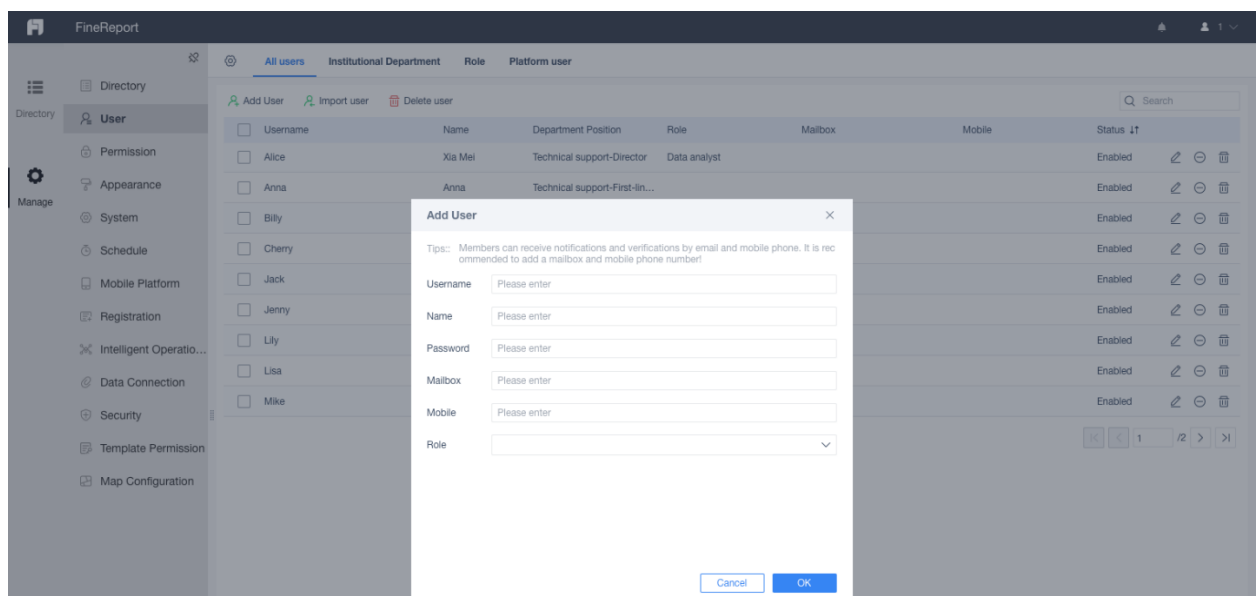 FineReport
1
All users Institutional Department Role Platform user
Directory
Manage
Directory
User
Permission
Appearance
System
Schedule
Mobile Platform
Registration
Intelligent Operatio...
Data Connection
Security
Template Permission
Map Configuration
Add User Import user Delete user Search
Username Name Department Position Role Mailbox Mobile Status
Alice Xia Mei Technical support-Director Data analyst Enabled
Anna Anna Technical support-First-lin... Enabled
Billy Enabled
Cherry Enabled
Jack Enabled
Jenny Enabled
Lily Enabled
Lisa Enabled
Mike Enabled
1 /2
Add User
Tips:: Members can receive notifications and verifications by email and mobile phone. It is rec
ommended to add a mailbox and mobile phone number!
Username Please enter
Name Please enter
Password Please enter
Mailbox Please enter
Mobile Please enter
Role
Cancel OK